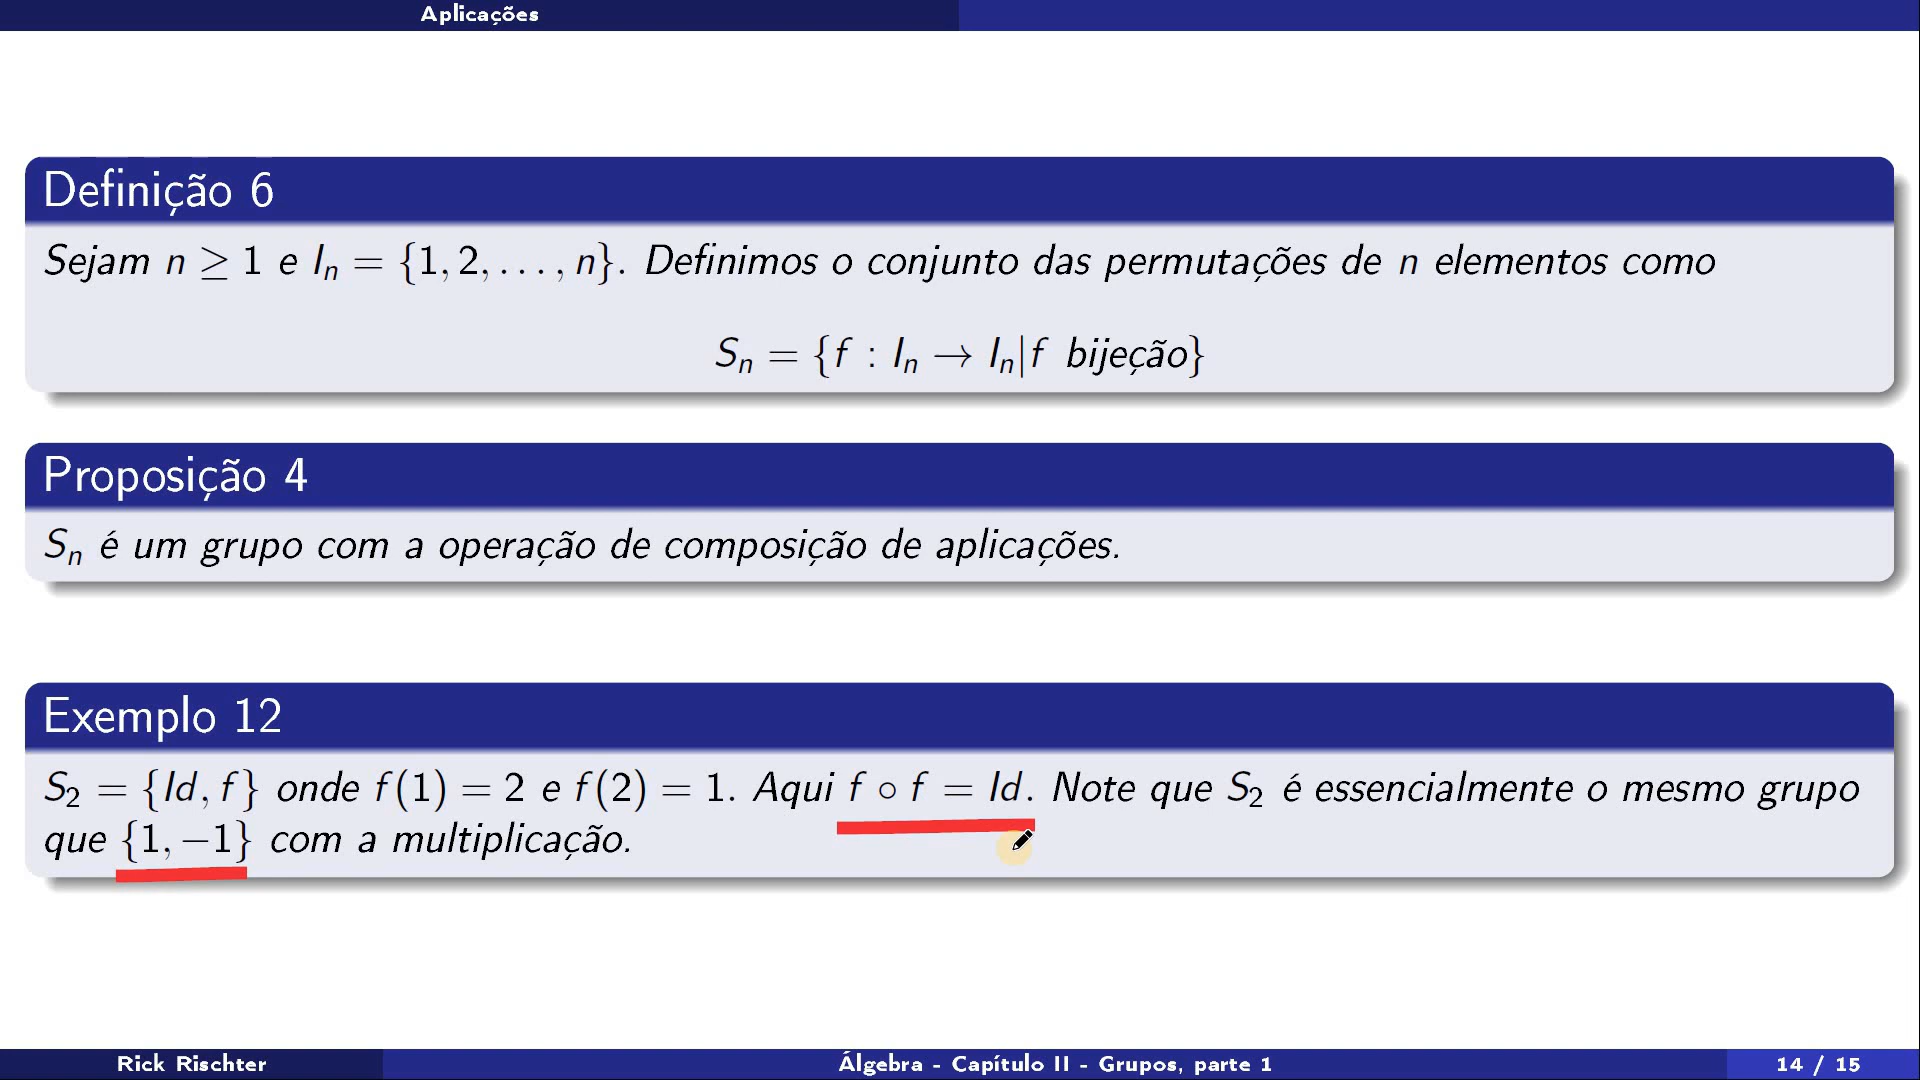 Aplicações
Definição 6
Sejam n ≥ 1 e Iₙ = {1, 2, . . . , n}. Definimos o conjunto das permutações de n elementos como
Sₙ = {f : Iₙ → Iₙ|f bijeção}
Proposição 4
Sₙ é um grupo com a operação de composição de aplicações.
Exemplo 12
S₂ = {Id, f} onde f(1) = 2 e f(2) = 1. Aqui f ∘ f = Id. Note que S₂ é essencialmente o mesmo grupo
que {1, −1} com a multiplicação.
Rick Rischter
Álgebra - Capítulo II - Grupos, parte 1
14 / 15